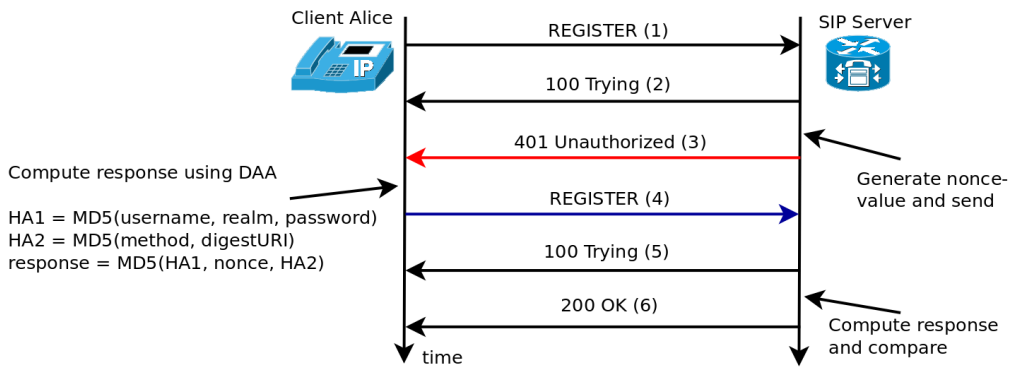 Client Alice
SIP Server
REGISTER (1)
IP
100 Trying (2)
401 Unauthorized (3)
Generate nonce-
value and send
Compute response using DAA
HA1 = MD5(username, realm, password)
HA2 = MD5(method, digestURI)
response = MD5(HA1, nonce, HA2)
REGISTER (4)
100 Trying (5)
200 OK (6)
Compute response
and compare
time